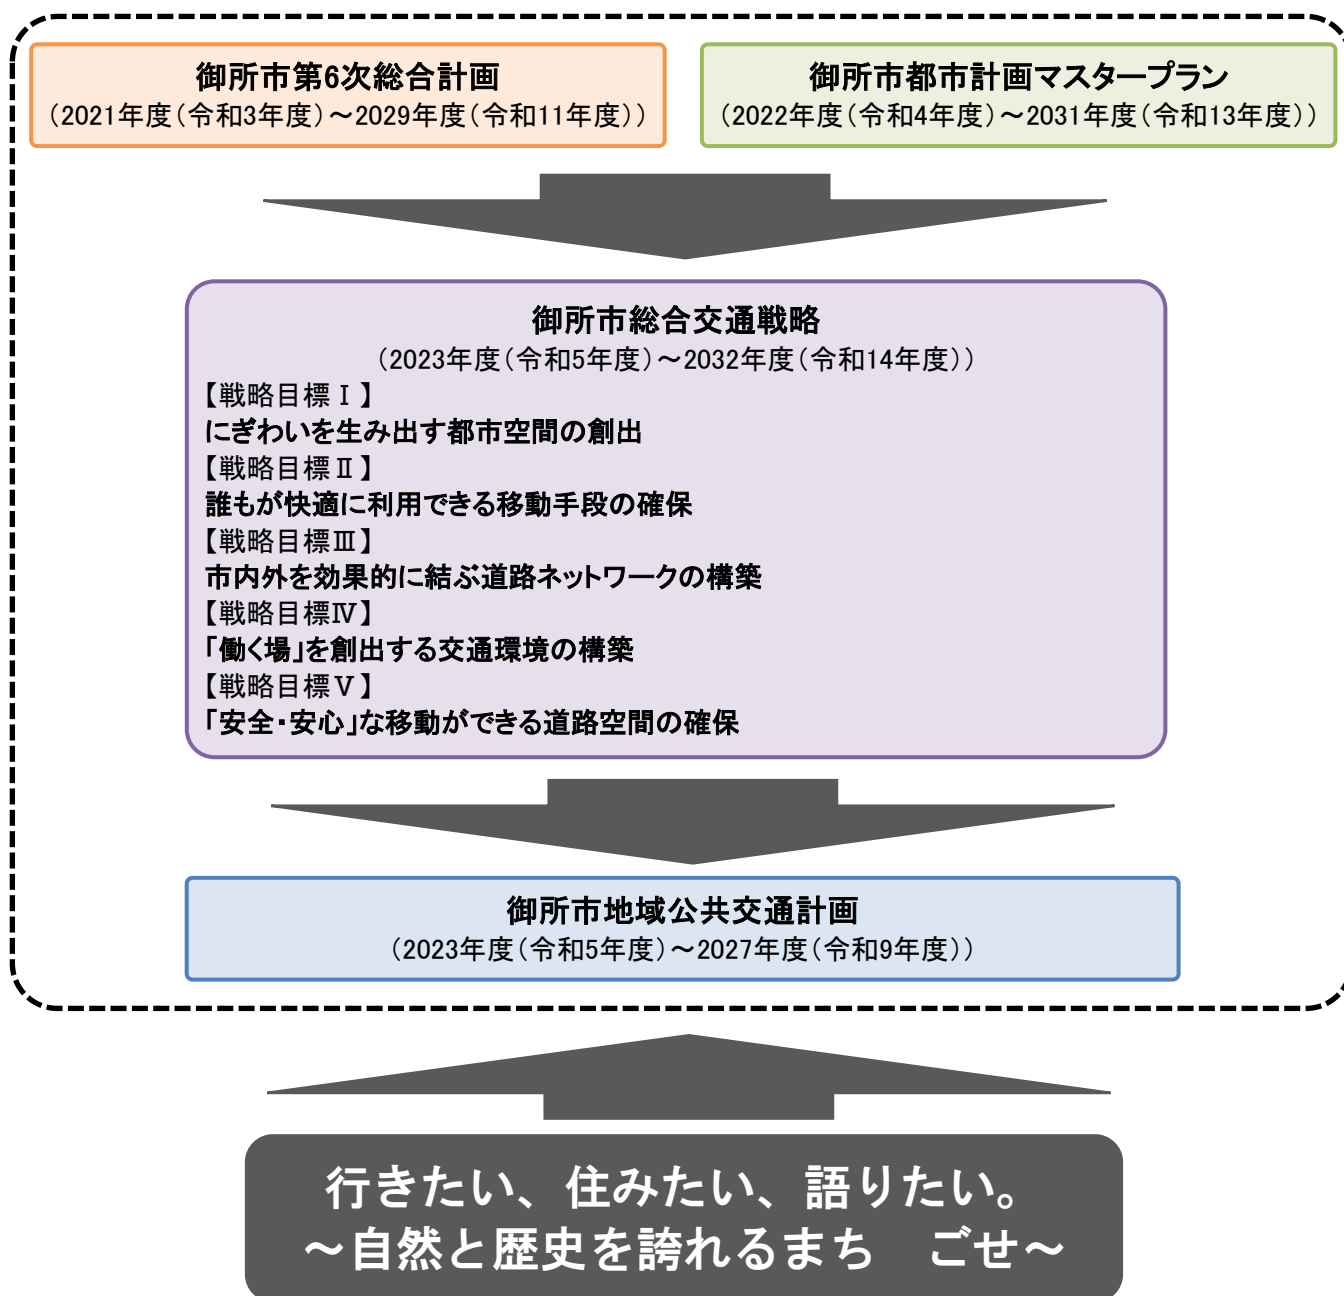 御所市第6次総合計画
（2021年度（令和3年度）～2029年度（令和11年度））
御所市都市計画マスタープラン
（2022年度（令和4年度）～2031年度（令和13年度））
御所市総合交通戦略
（2023年度（令和5年度）～2032年度（令和14年度））
【戦略目標Ⅰ】
にぎわいを生み出す都市空間の創出
【戦略目標Ⅱ】
誰もが快適に利用できる移動手段の確保
【戦略目標Ⅲ】
市内外を効果的に結ぶ道路ネットワークの構築
【戦略目標Ⅳ】
「働く場」を創出する交通環境の構築
【戦略目標Ⅴ】
「安全・安心」な移動ができる道路空間の確保
御所市地域公共交通計画
（2023年度（令和5年度）～2027年度（令和9年度））
行きたい、住みたい、語りたい。
～自然と歴史を誇れるまち　ごせ～